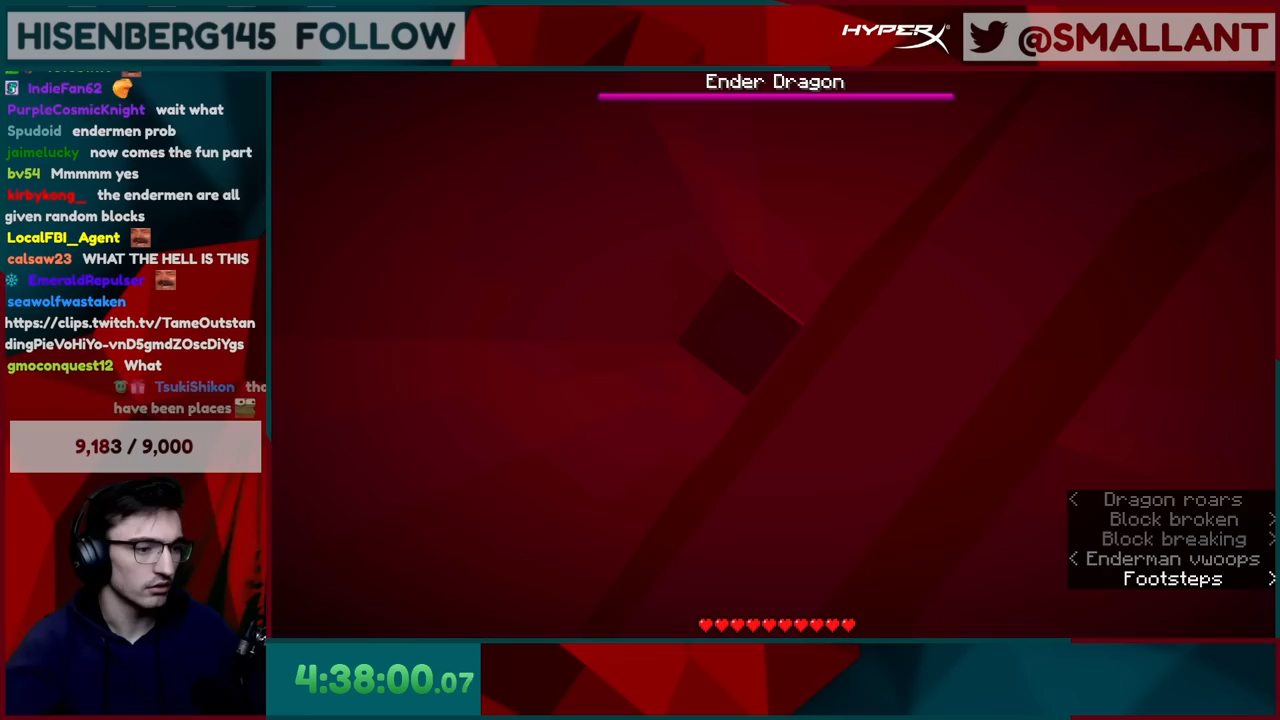 HISENBERG145 FOLLOW
HYPERX
@SMALLANT
IndieFan62
PurpleCosmicKnight wait what
Spudoid endermen prob
jaimelucky now comes the fun part
bv54 Mmmmm yes
kirbykong_ the endermen are all
given random blocks
LocalFBI_Agent
calsaw23 WHAT THE HELL IS THIS
EmeraldRepulser
seawolfwastaken
https://clips.twitch.tv/TameOutstan
dingPieVoHiYo-vnD5gmdZOscDiYgs
gmoconquest12 What
TsukiShikon tha
have been places
9,183 / 9,000
Ender Dragon
< Dragon roars
Block broken >
Block breaking >
< Enderman vwoops
Footsteps >
4:38:00.07